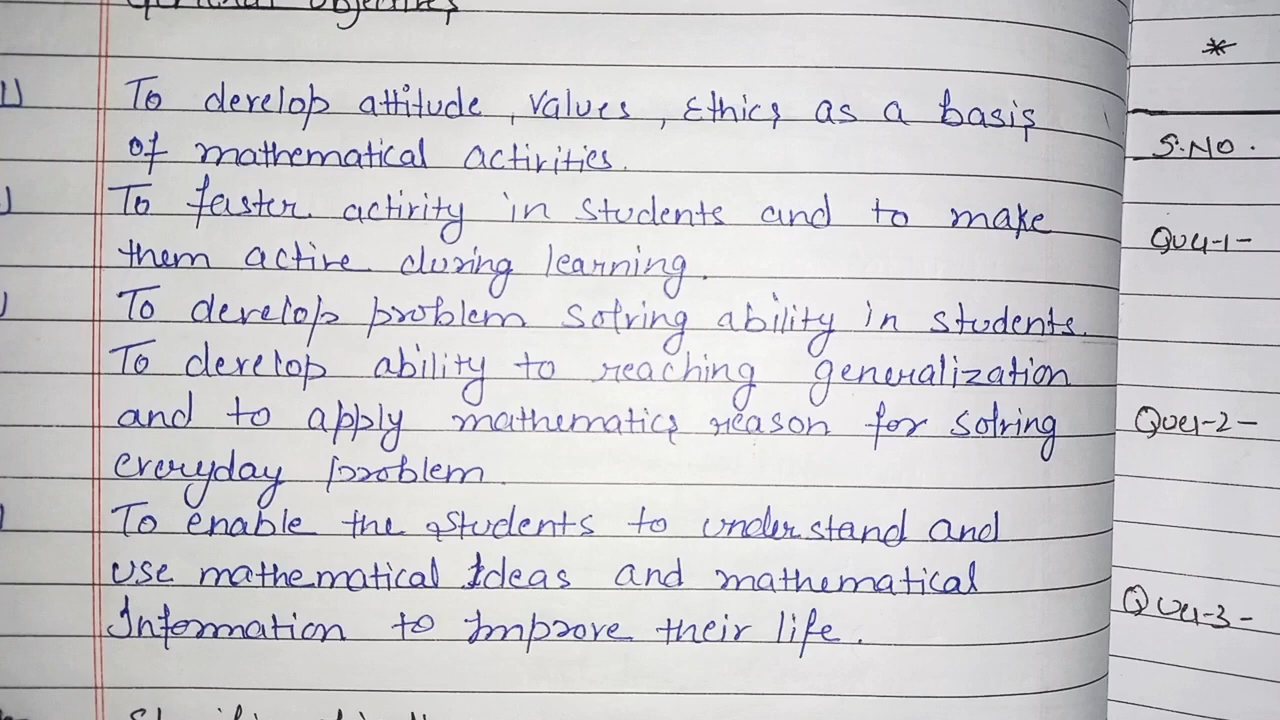 General Objectives
1) To develop attitude, values, Ethics as a basis
of mathematical activities.
) To faster activity in students and to make
them active during learning.
) To develop problem solving ability in students.
To develop ability to reaching generalization
and to apply mathematics reason for solving
everyday problem.
) To enable the students to understand and
use mathematical Ideas and mathematical
Information to Improve their life.
*
S.NO.
Que-1-
Que-2-
Que-3-